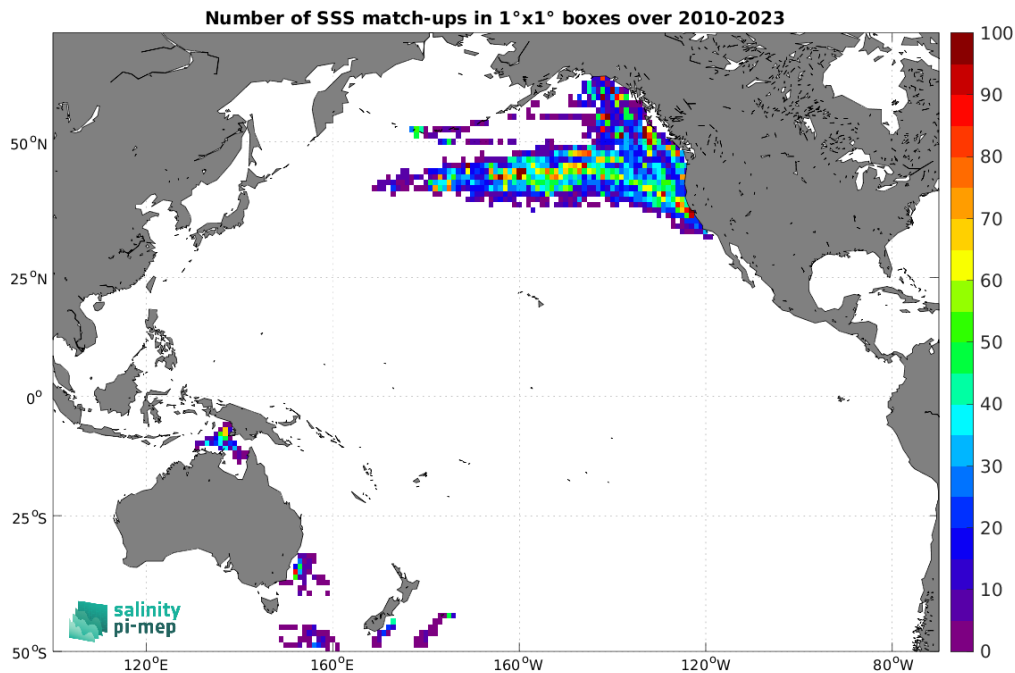 Number of SSS match-ups in 1°x1° boxes over 2010-2023
100
90
80
70
60
50
40
30
20
10
0
50°N
25°N
0°
25°S
50°S
120°E
160°E
160°W
120°W
80°W
salinity
pi-mep